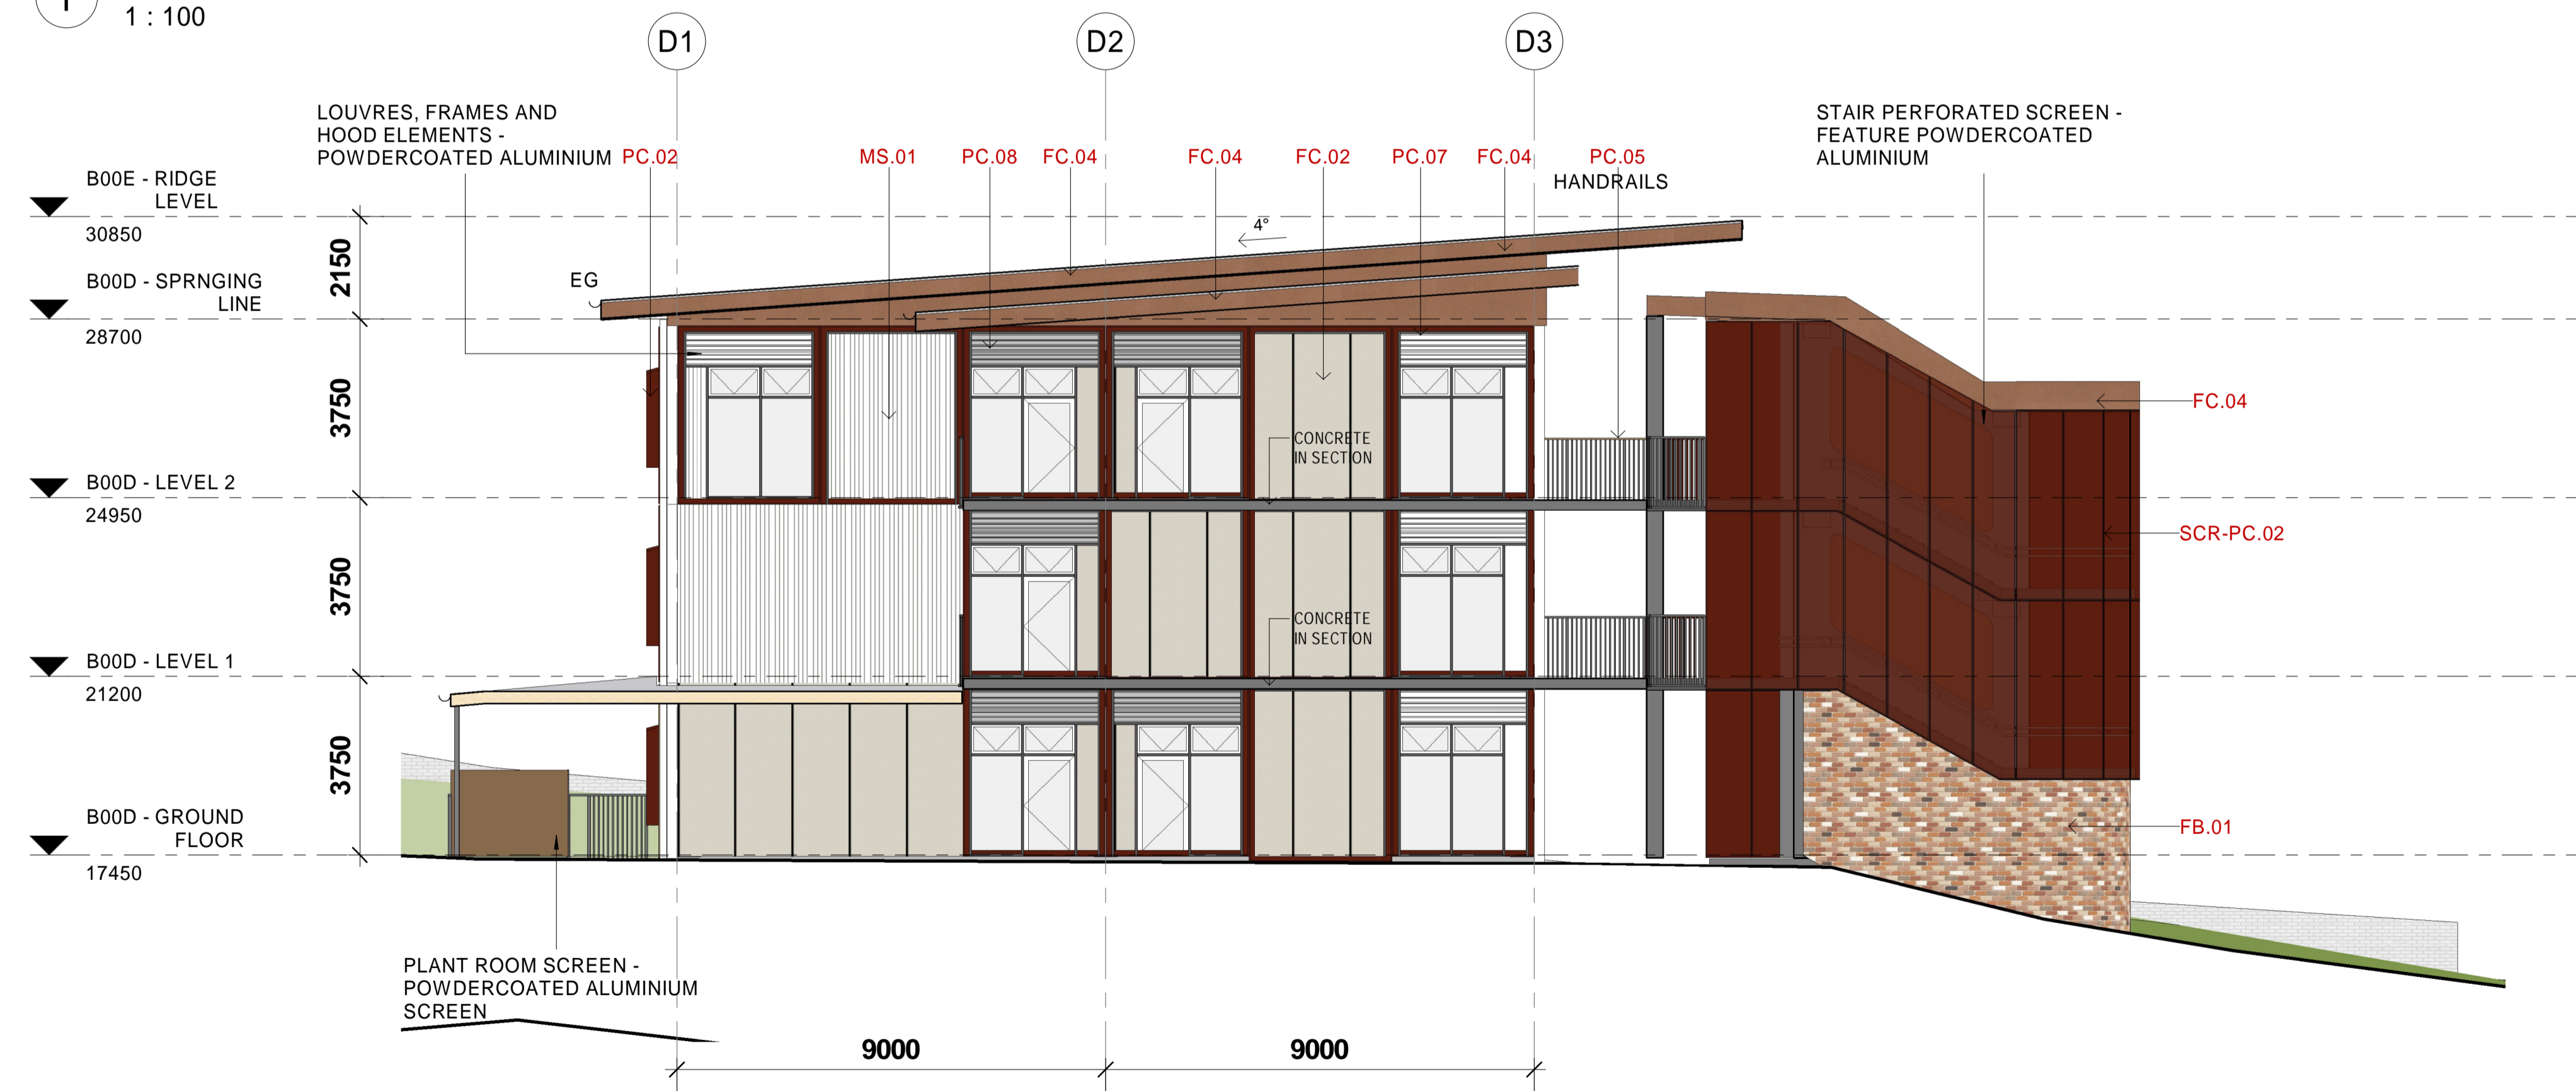 1
1 : 100
D1
D2
D3
LOUVRES, FRAMES AND
HOOD ELEMENTS -
POWDERCOATED ALUMINIUM
PC.02
MS.01
PC.08
FC.04
FC.04
FC.02
PC.07
FC.04
PC.05
HANDRAILS
STAIR PERFORATED SCREEN -
FEATURE POWDERCOATED
ALUMINIUM
B00E - RIDGE
LEVEL
30850
2150
4°
EG
B00D - SPRNGING
LINE
28700
3750
FC.04
CONCRETE
IN SECTION
B00D - LEVEL 2
24950
SCR-PC.02
3750
CONCRETE
IN SECTION
B00D - LEVEL 1
21200
3750
B00D - GROUND
FLOOR
17450
FB.01
PLANT ROOM SCREEN -
POWDERCOATED ALUMINIUM
SCREEN
9000
9000